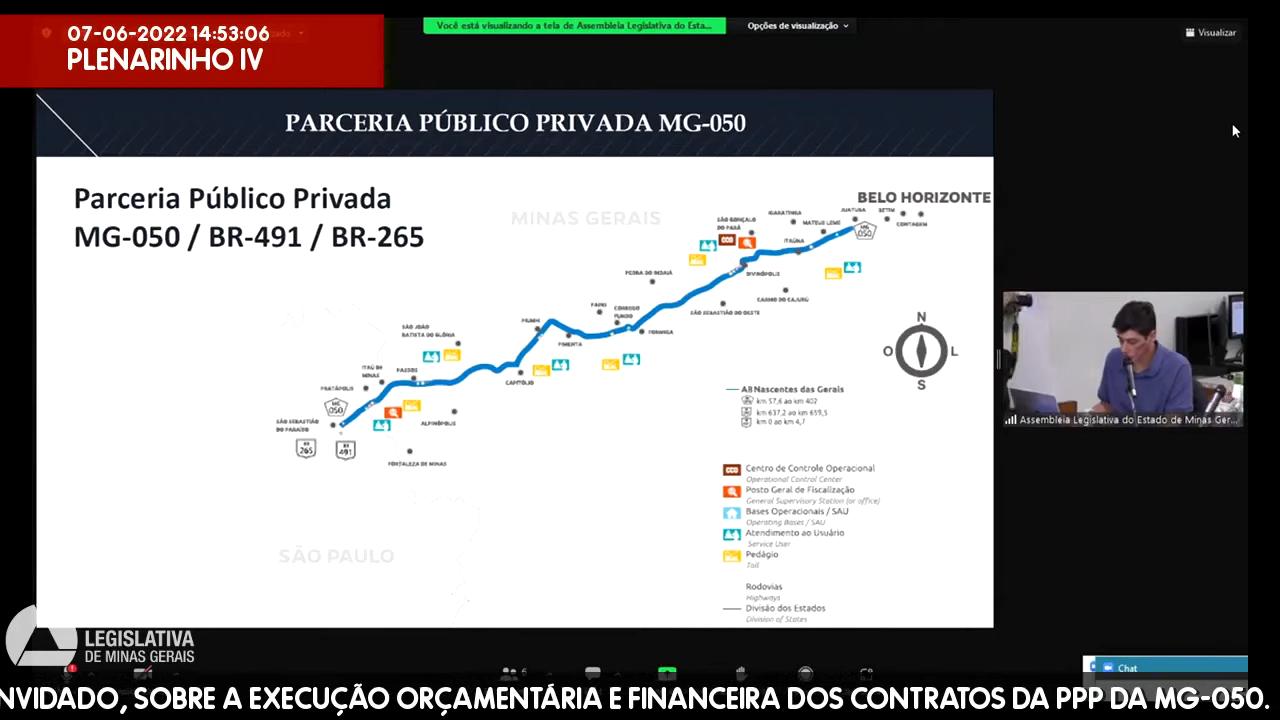 07-06-2022 14:53:06
PLENARINHO IV
Você está visualizando a tela de Assembleia Legislativa do Esta...
Opções de visualização
Visualizar
PARCERIA PÚBLICO PRIVADA MG-050
Parceria Público Privada
MG-050 / BR-491 / BR-265
MINAS GERAIS
BELO HORIZONTE
JUATUBA
BETIM
CONTAGEM
IGARATINGA
MATEUS LEME
MG
050
SÃO GONÇALO
DO PARÁ
ITAÚNA
DIVINÓPOLIS
CARMO DO CAJURU
SÃO SEBASTIÃO DO OESTE
PEDRA DO INDAIÁ
FORMIGA
CÓRREGO
FUNDO
PAINS
PIMENTA
PIUMHI
CAPITÓLIO
SÃO JOÃO
BATISTA DO GLÓRIA
PASSOS
ITAÚ DE
MINAS
PRATÁPOLIS
MG
050
SÃO SEBASTIÃO
DO PARAÍSO
BR
265
BR
491
ALPINÓPOLIS
FORTALEZA DE MINAS
SÃO PAULO
N
O
L
S
AB Nascentes das Gerais
km 57,6 ao km 402
km 637,2 ao km 659,5
km 0 ao km 4,7
CCO
Centro de Controle Operacional
Operational Control Center
Posto Geral de Fiscalização
General Supervisory Station (or office)
Bases Operacionais / SAU
Operating Bases / SAU
Atendimento ao Usuário
Service User
Pedágio
Toll
Rodovias
Highways
Divisão dos Estados
Division of States
Assembleia Legislativa do Estado de Minas Ger...
LEGISLATIVA
DE MINAS GERAIS
Chat
NVIDADO, SOBRE A EXECUÇÃO ORÇAMENTÁRIA E FINANCEIRA DOS CONTRATOS DA PPP DA MG-050.